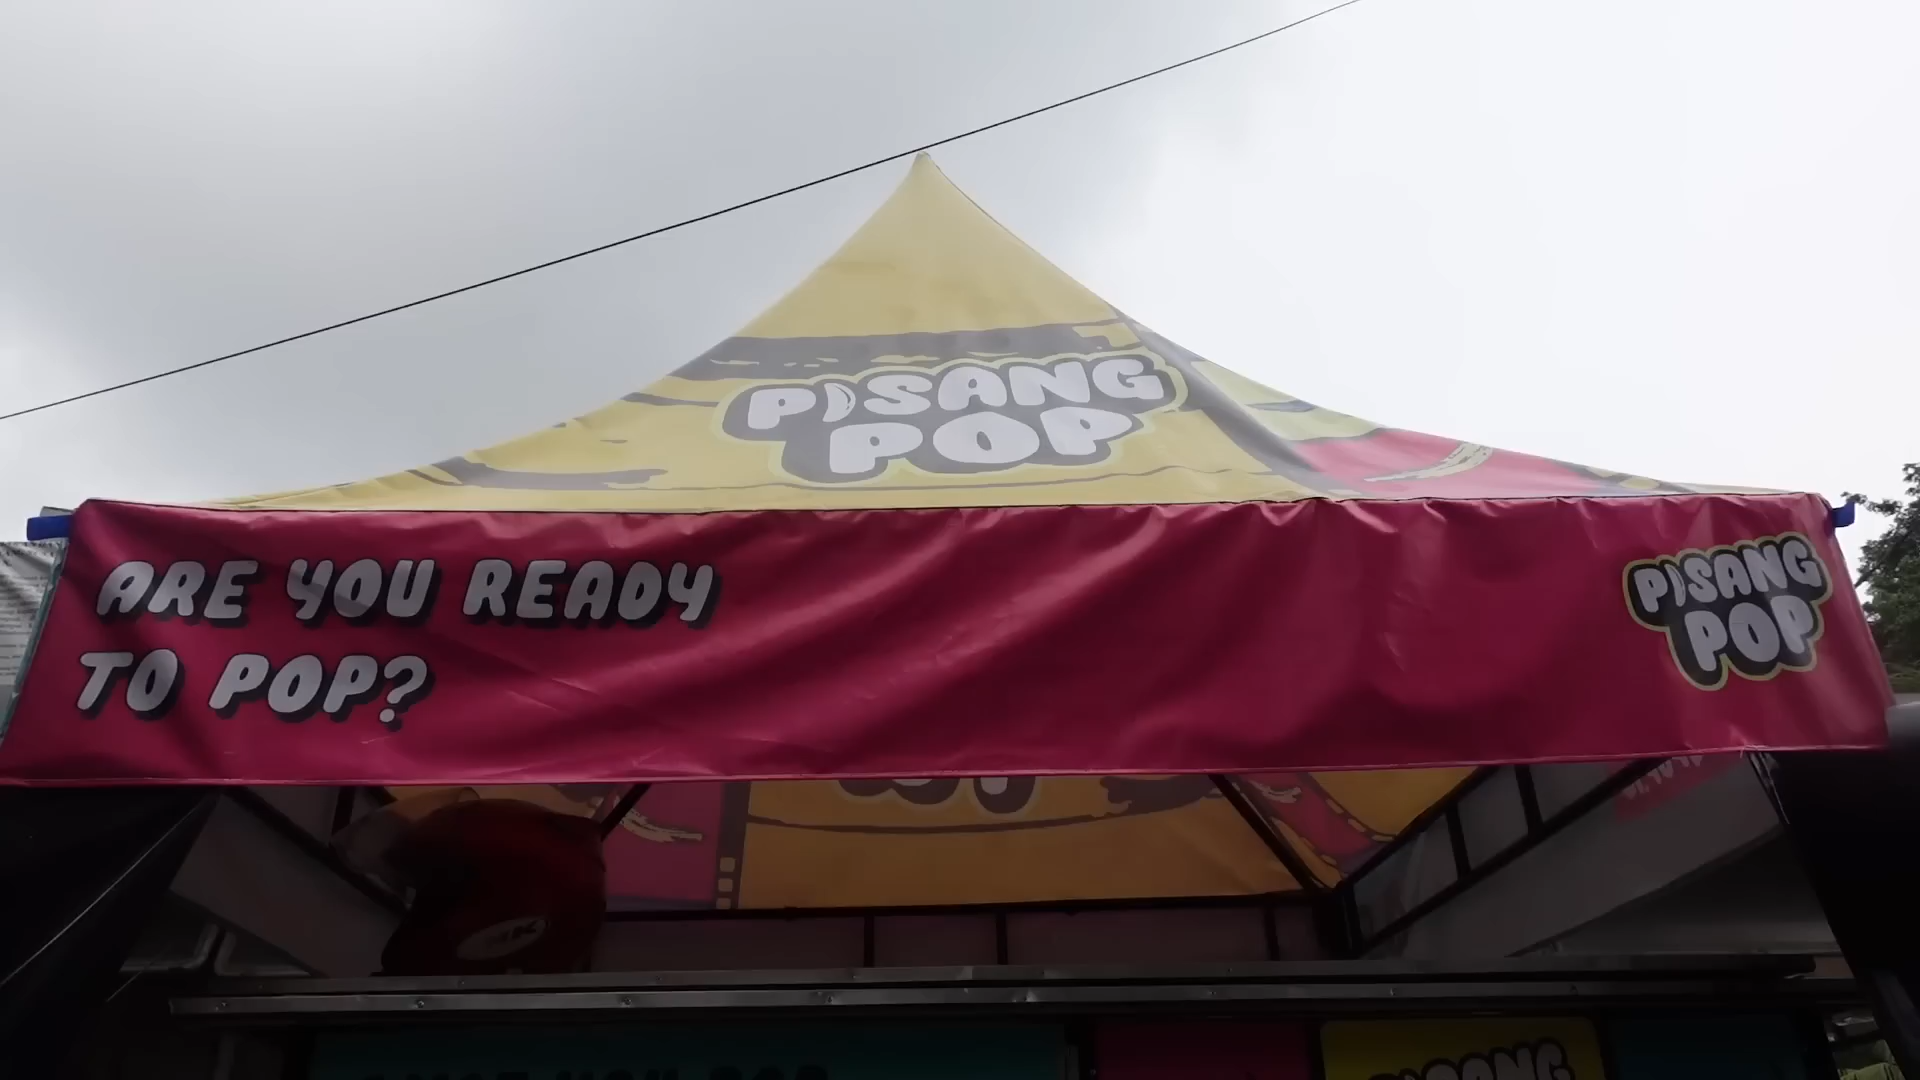 PISANG
POP
ARE YOU READY
TO POP?
PISANG
POP